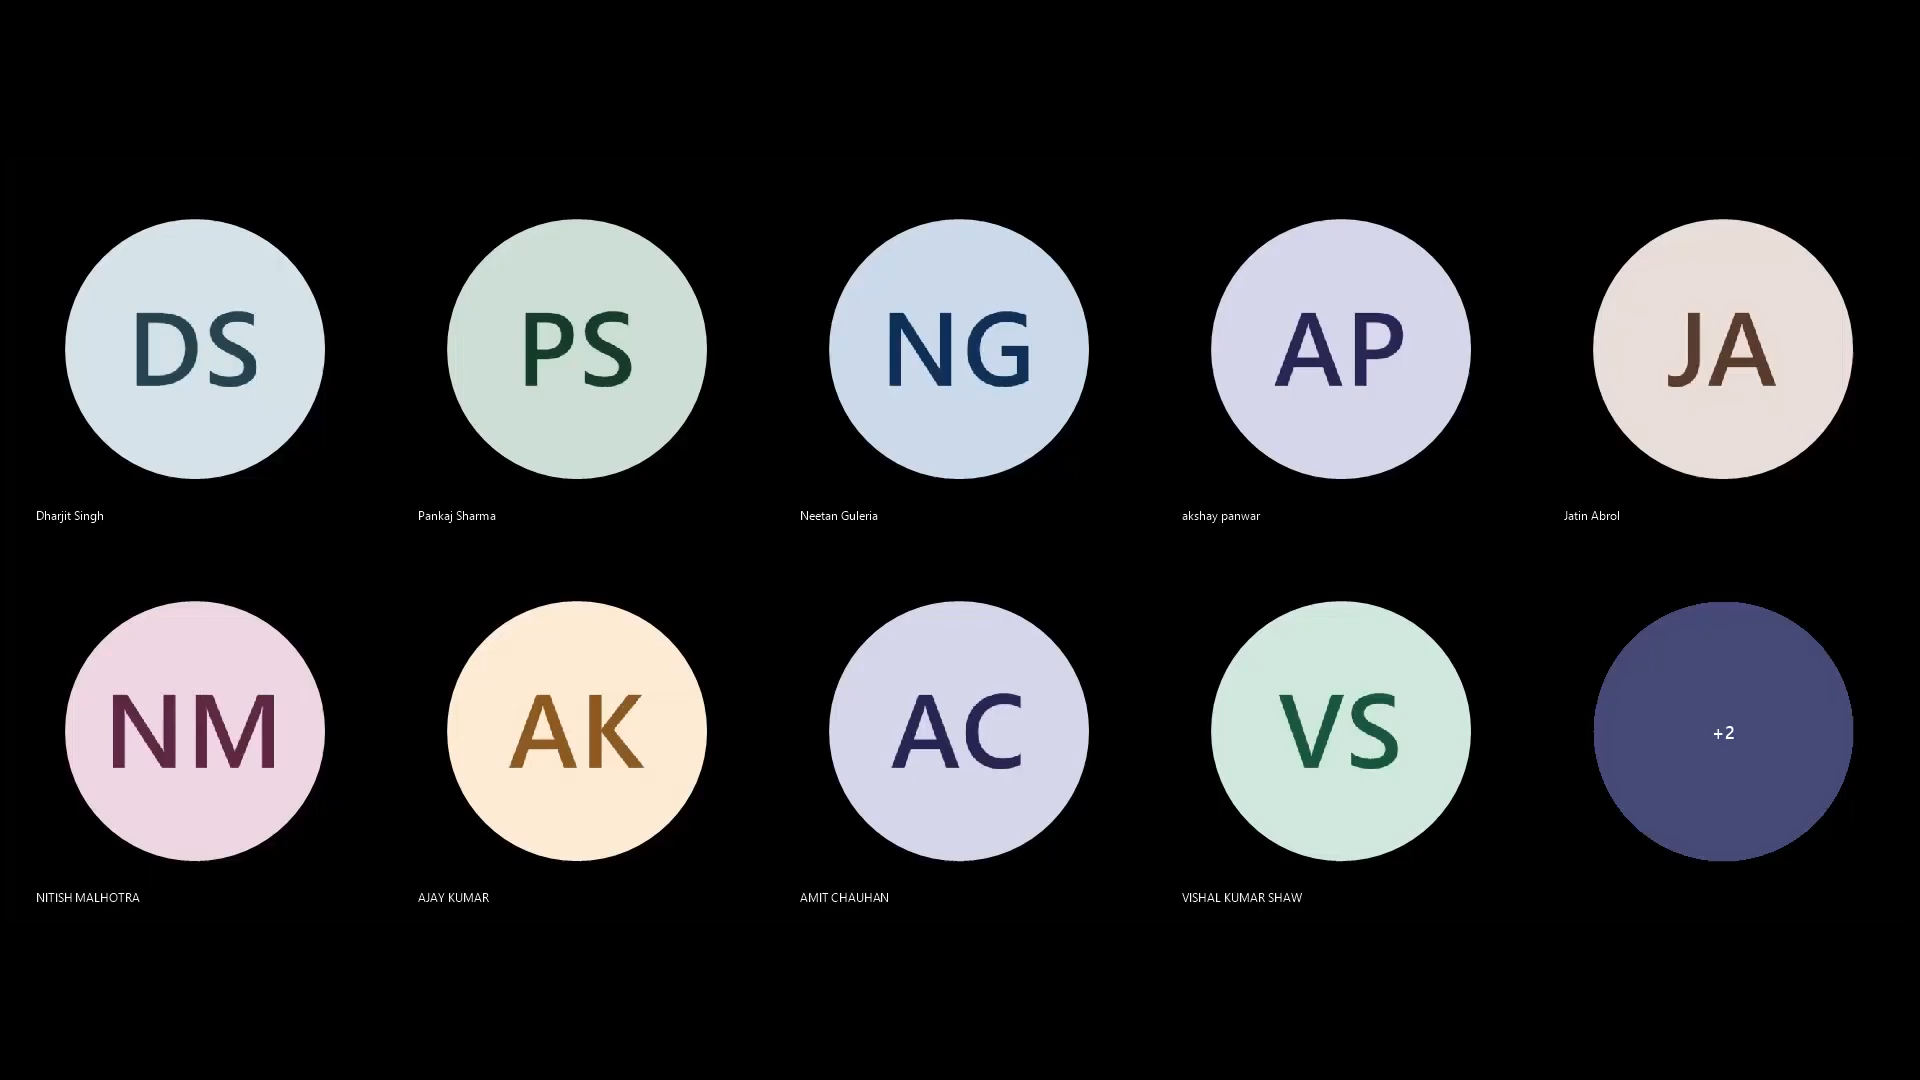 DS
PS
NG
AP
JA
Dharjit Singh
Pankaj Sharma
Neetan Guleria
akshay panwar
Jatin Abrol
NM
AK
AC
VS
+2
NITISH MALHOTRA
AJAY KUMAR
AMIT CHAUHAN
VISHAL KUMAR SHAW